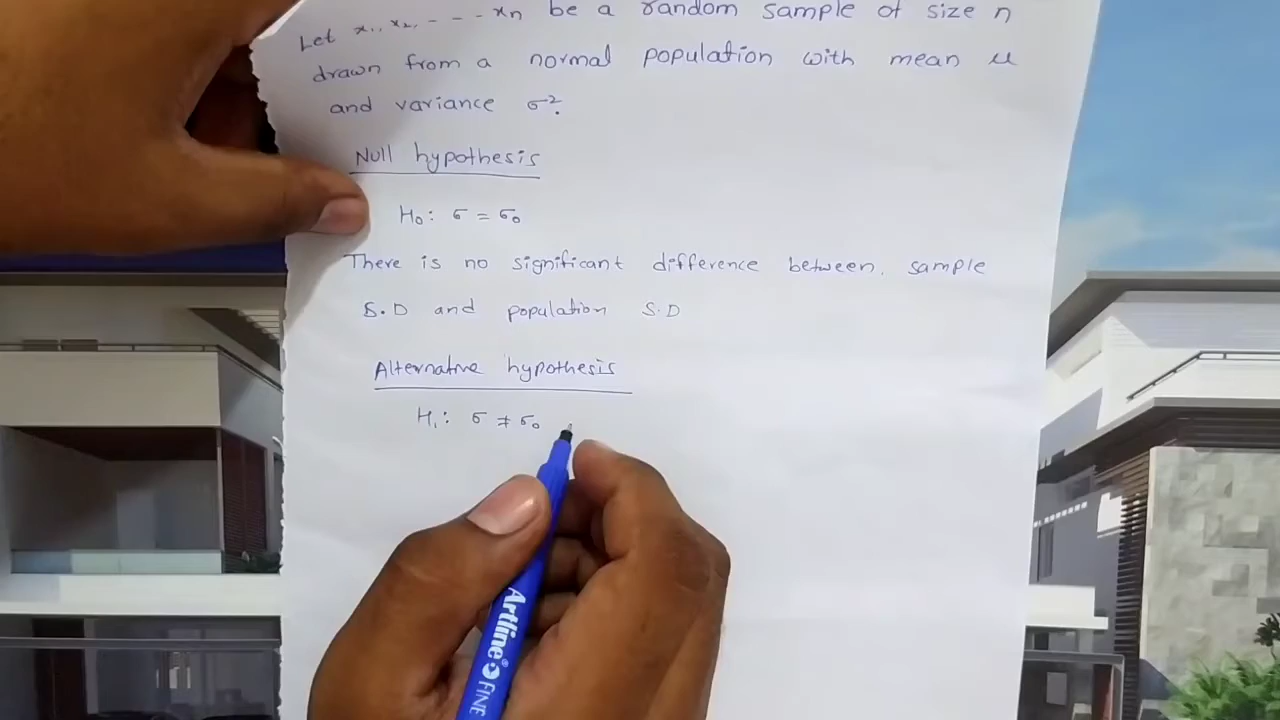 Let x₁, x₂, - - - - xn be a random sample of size n
drawn from a normal population with mean μ
and variance σ².
Null hypothesis
H₀: σ = σ₀
There is no significant difference between. sample
S.D and population S.D
Alternative hypothesis
H₁: σ ≠ σ₀
Artline® FINE